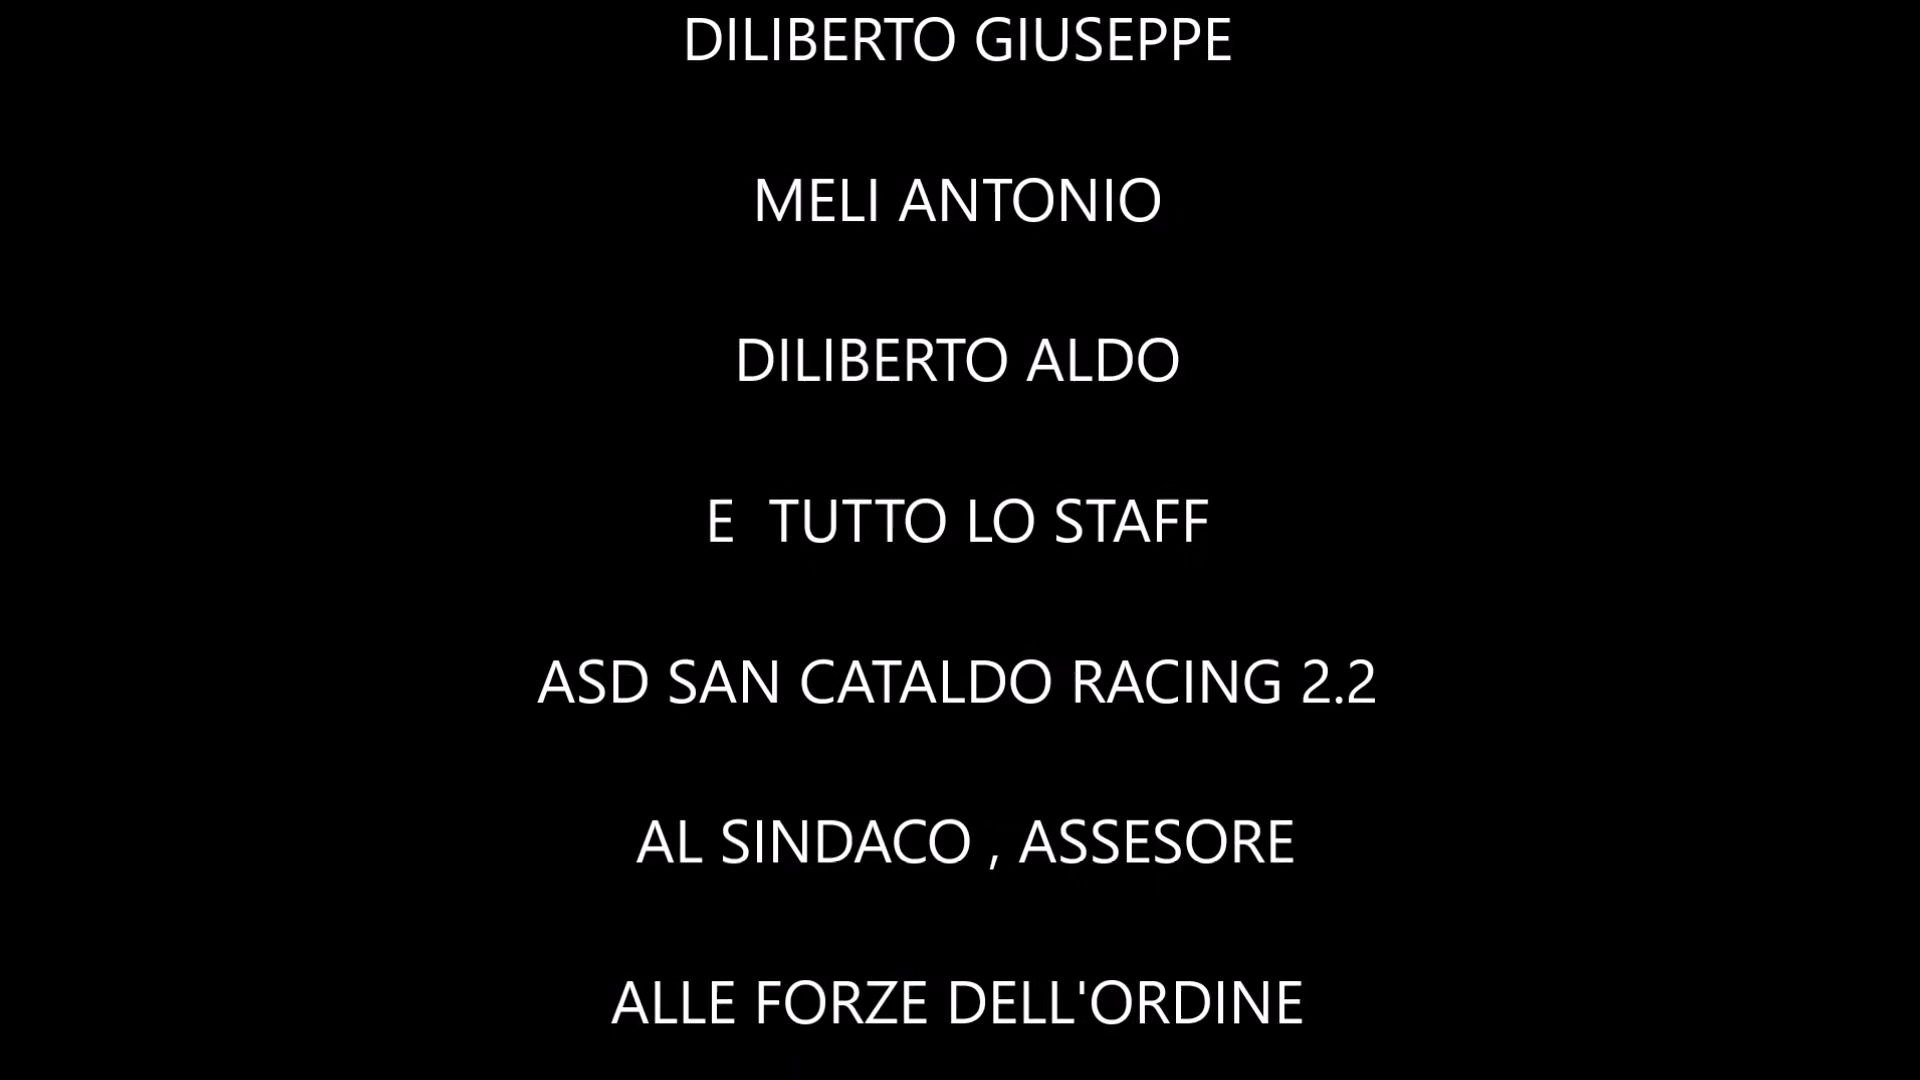 DILIBERTO GIUSEPPE
MELI ANTONIO
DILIBERTO ALDO
E  TUTTO LO STAFF
ASD SAN CATALDO RACING 2.2
AL SINDACO , ASSESORE
ALLE FORZE DELL'ORDINE